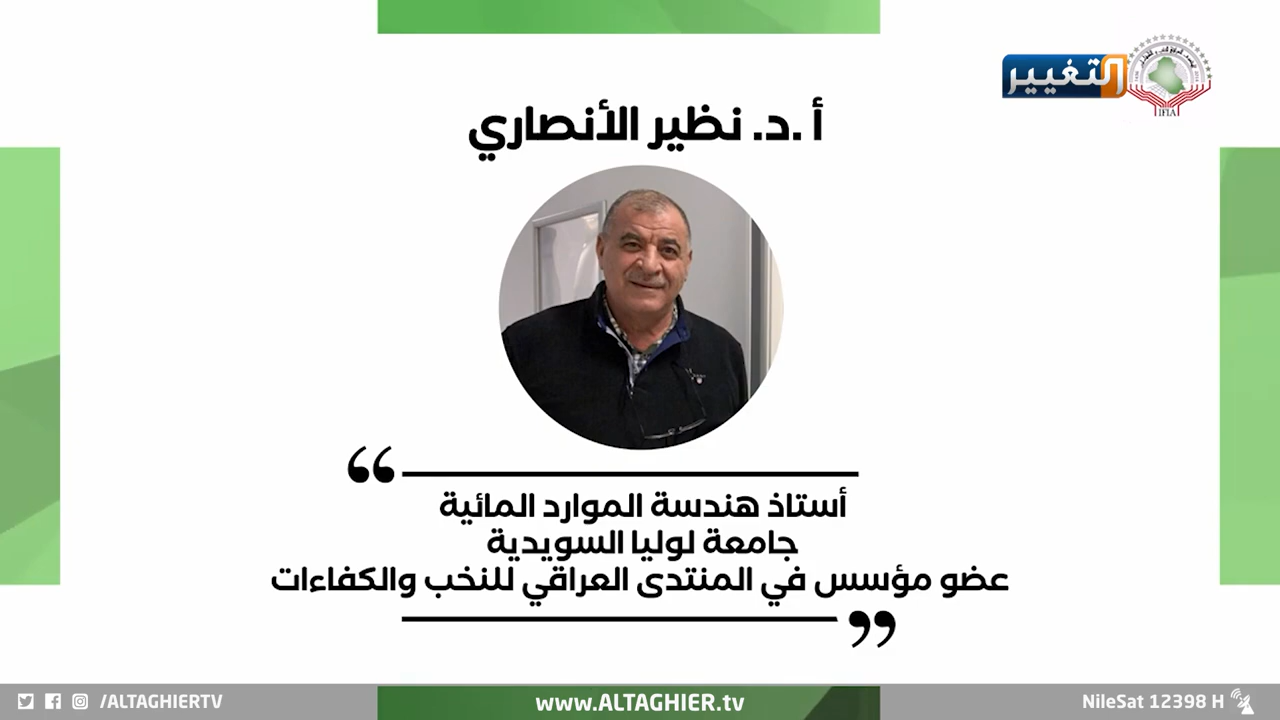 التغيير
IFIA
أ .د. نظير الأنصاري
“
أستاذ هندسة الموارد المائية
جامعة لوليا السويدية
عضو مؤسس في المنتدى العراقي للنخب والكفاءات
”
/ALTAGHIERTV
www.ALTAGHIER.tv
NileSat 12398 H